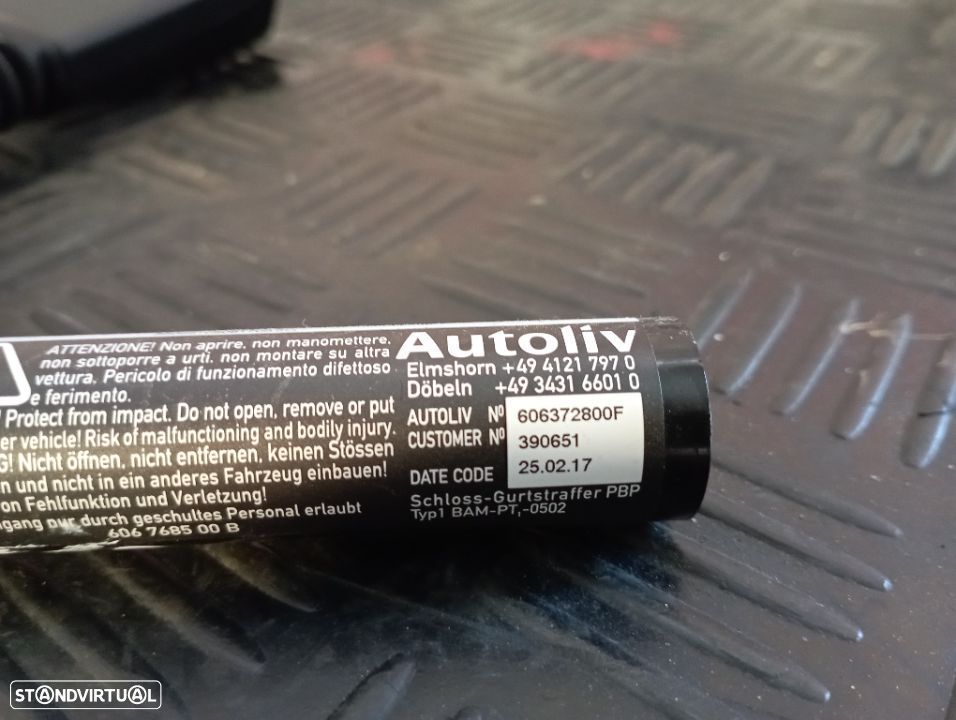 ATTENZIONE! Non aprire, non manomettere,
non sottoporre a urti, non montare su altra
vettura. Pericolo di funzionamento difettoso
e ferimento.
! Protect from impact. Do not open, remove or put
er vehicle! Risk of malfunctioning and bodily injury.
G! Nicht öffnen, nicht entfernen, keinen Stössen
en und nicht in ein anderes Fahrzeug einbauen!
on Fehlfunktion und Verletzung!
gang nur durch geschultes Personal erlaubt
606 7685 00 B
Autoliv
Elmshorn +49 4121 797 0
Döbeln +49 3431 6601 0
AUTOLIV Nº 606372800F
CUSTOMER Nº 390651
DATE CODE 25.02.17
Schloss-Gurtstraffer PBP
Typ1 BAM-PT,-0502
STANDVIRTUAL